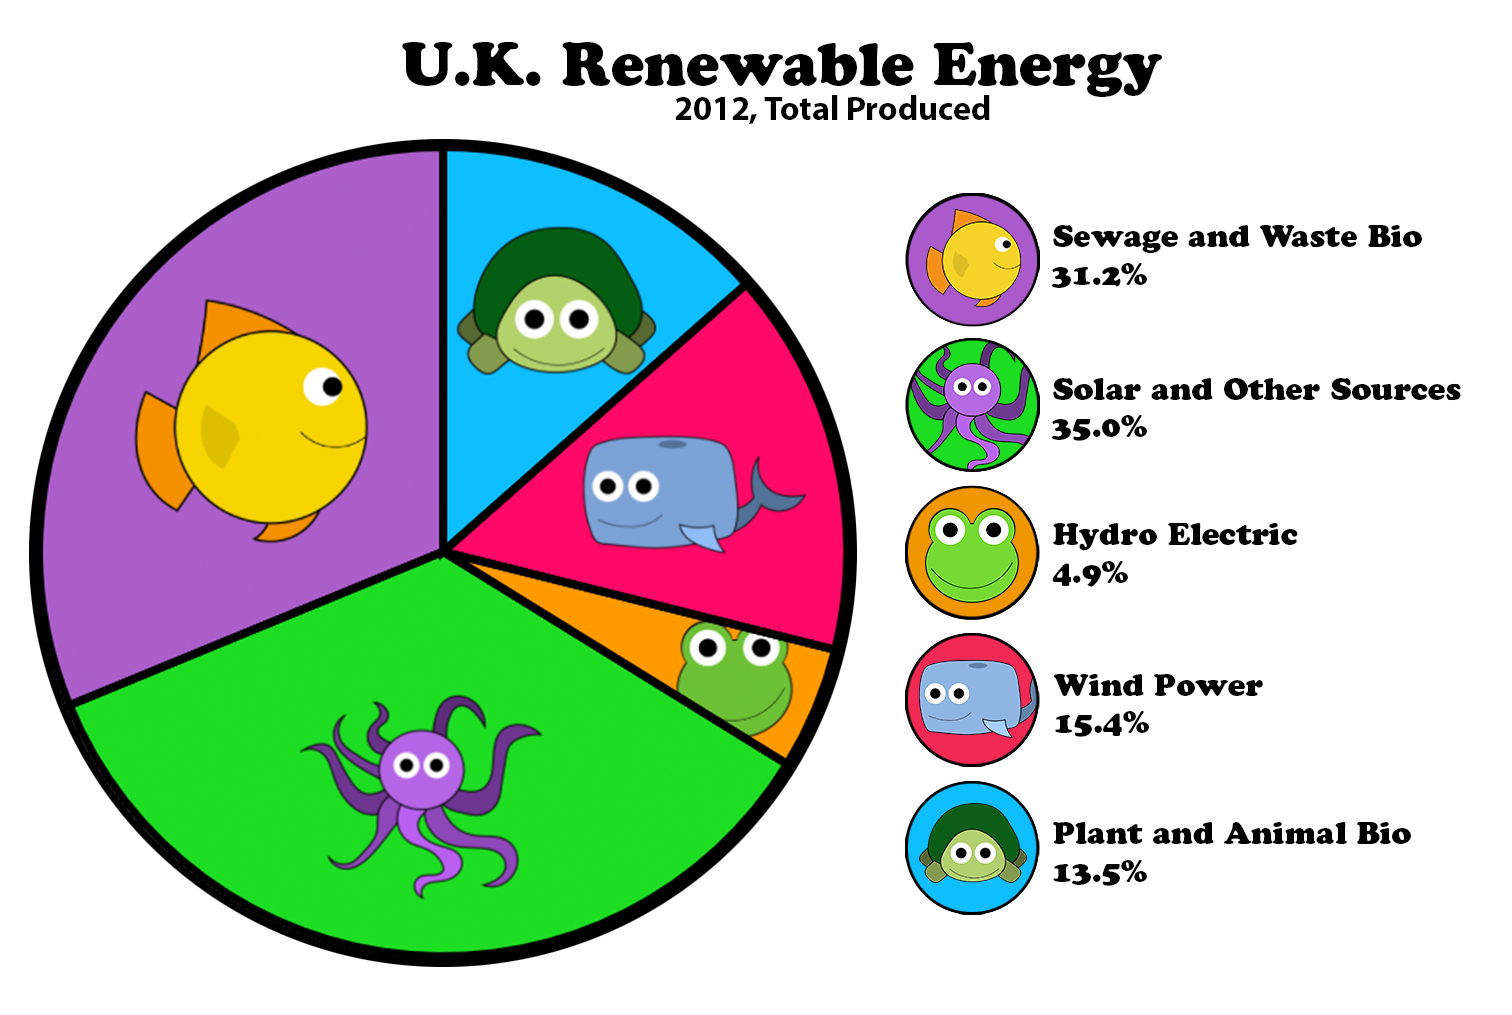 U.K. Renewable Energy
2012, Total Produced
Sewage and Waste Bio
31.2%
Solar and Other Sources
35.0%
Hydro Electric
4.9%
Wind Power
15.4%
Plant and Animal Bio
13.5%